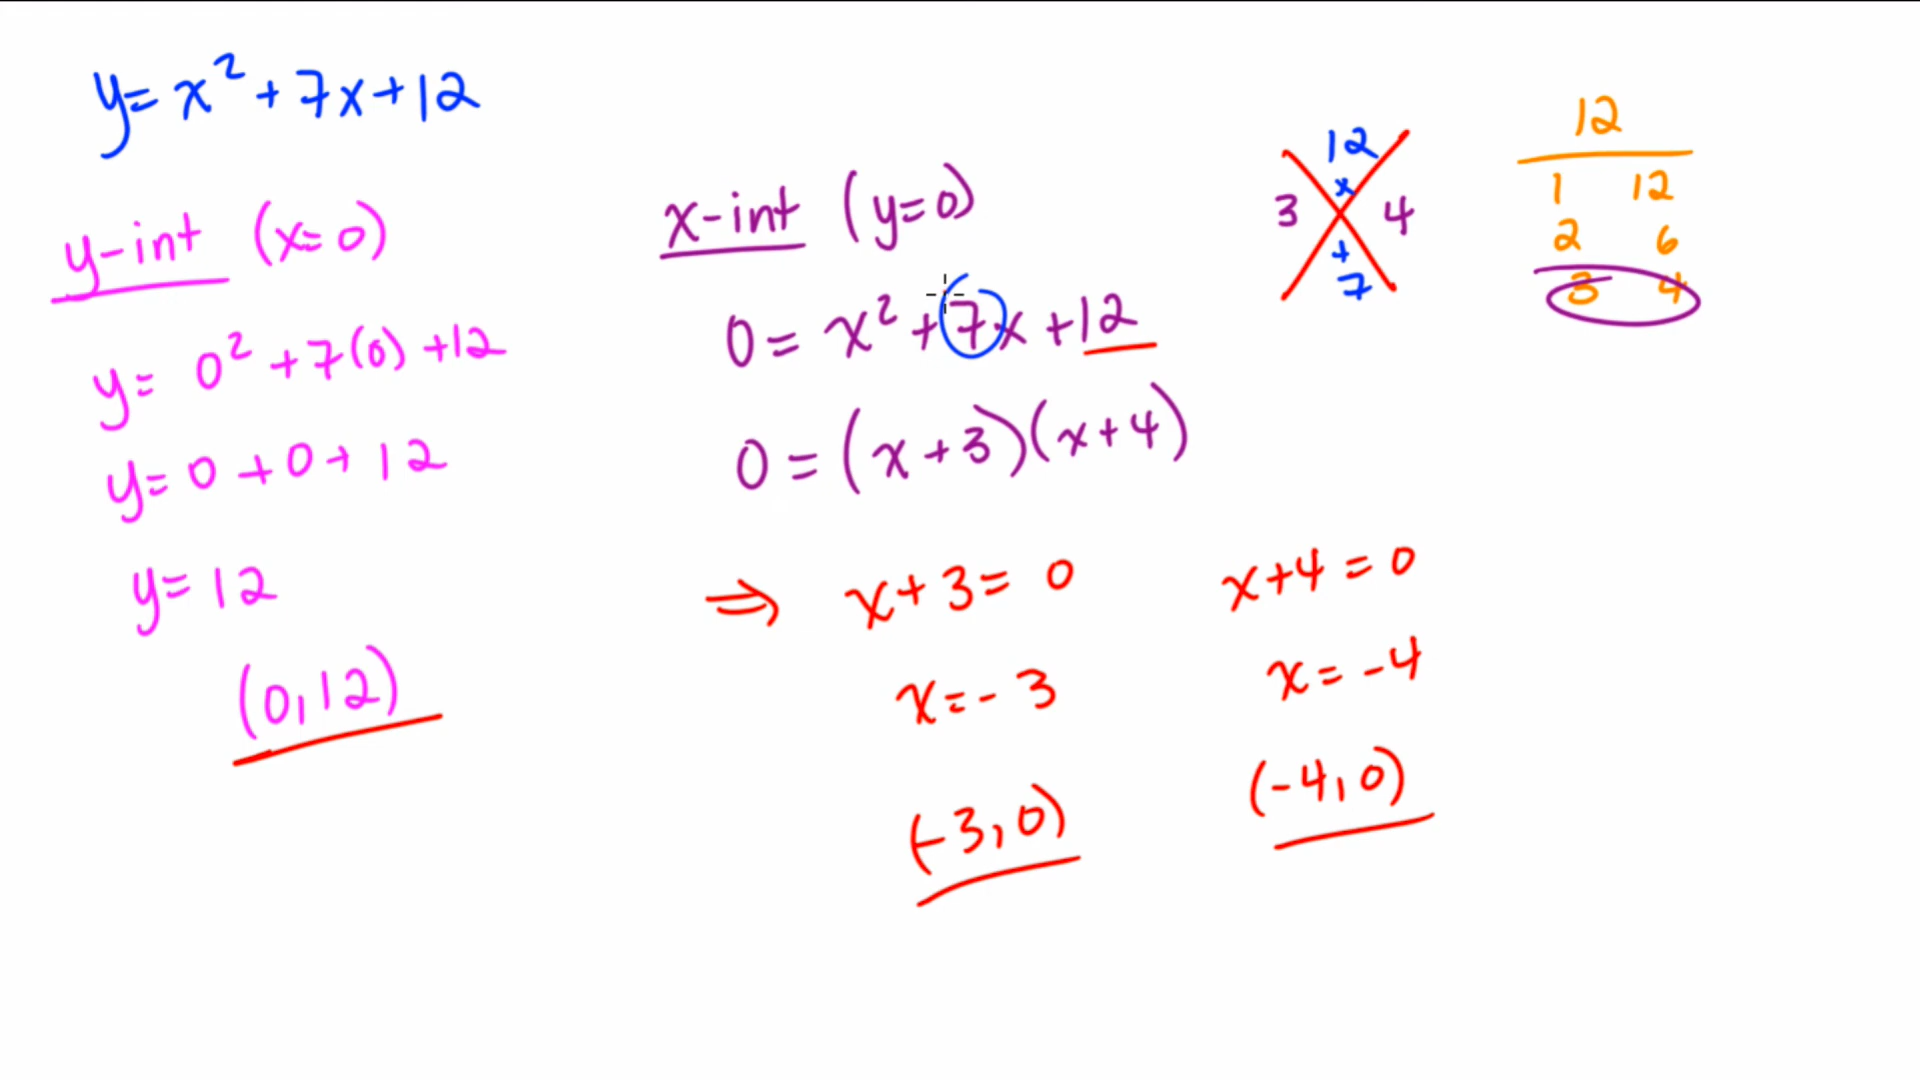 y= x² + 7x + 12
y-int (x=0)
y= 0² + 7(0) + 12
y= 0 + 0 + 12
y= 12
(0,12)
x-int (y=0)
0 = x² + 7x + 12
0 = (x+3)(x+4)
⇒ x+3= 0
x= -3
(-3,0)
x+4 = 0
x= -4
(-4,0)
12
x
3 4
+
7
12
1 12
2 6
3 4